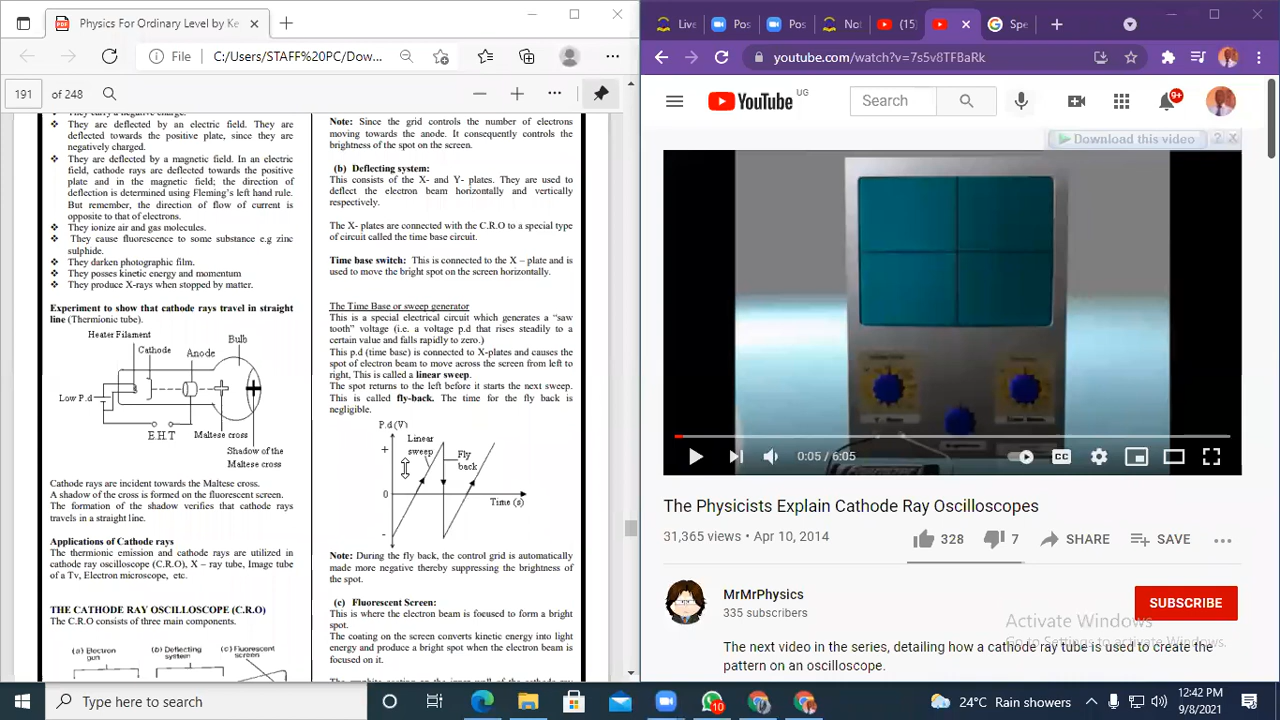 Physics For Ordinary Level by Ke
File
C:/Users/STAFF%20PC/Dow...
191 of 248
They carry a negative charge.
They are deflected by an electric field. They are
deflected towards the positive plate, since they are
negatively charged.
They are deflected by a magnetic field. In an electric
field, cathode rays are deflected towards the positive
plate and in the magnetic field; the direction of
deflection is determined using Fleming's left hand rule.
But remember, the direction of flow of current is
opposite to that of electrons.
They ionize air and gas molecules.
They cause fluorescence to some substance e.g zinc
sulphide.
They darken photographic film.
They posses kinetic energy and momentum
They produce X-rays when stopped by matter.
Experiment to show that cathode rays travel in straight
line (Thermionic tube).
Heater Filament
Cathode
Anode
Bulb
Low P.d
E.H.T
Maltese cross
Shadow of the
Maltese cross
Cathode rays are incident towards the Maltese cross.
A shadow of the cross is formed on the fluorescent screen.
The formation of the shadow verifies that cathode rays
travels in a straight line.
Applications of Cathode rays
The thermionic emission and cathode rays are utilized in
cathode ray oscilloscope (C.R.O), X – ray tube, Image tube
of a Tv, Electron microscope, etc.
THE CATHODE RAY OSCILLOSCOPE (C.R.O)
The C.R.O consists of three main components.
(a) Electron
gun
(b) Deflecting
system
(c) Fluorescent
screen
Note: Since the grid controls the number of electrons
moving towards the anode. It consequently controls the
brightness of the spot on the screen.
(b) Deflecting system:
This consists of the X- and Y- plates. They are used to
deflect the electron beam horizontally and vertically
respectively.
The X- plates are connected with the C.R.O to a special type
of circuit called the time base circuit.
Time base switch: This is connected to the X – plate and is
used to move the bright spot on the screen horizontally.
The Time Base or sweep generator
This is a special electrical circuit which generates a "saw
tooth" voltage (i.e. a voltage p.d that rises steadily to a
certain value and falls rapidly to zero.)
This p.d (time base) is connected to X-plates and causes the
spot of electron beam to move across the screen from left to
right, This is called a linear sweep.
The spot returns to the left before it starts the next sweep.
This is called fly-back. The time for the fly back is
negligible.
P.d (V)
Linear
sweep
Fly
back
+
0
-
Time (s)
Note: During the fly back, the control grid is automatically
made more negative thereby suppressing the brightness of
the spot.
(c) Fluorescent Screen:
This is where the electron beam is focused to form a bright
spot.
The coating on the screen converts kinetic energy into light
energy and produce a bright spot when the electron beam is
focused on it.
Live
Pos
Pos
No
(15)
Spe
youtube.com/watch?v=7s5v8TFBaRk
YouTube UG
Search
9+
Download this video ? X
0:05 / 6:05
CC
The Physicists Explain Cathode Ray Oscilloscopes
31,365 views • Apr 10, 2014
328
7
SHARE
SAVE
MrMrPhysics
335 subscribers
SUBSCRIBE
Activate Windows
Go to Settings to activate Windows.
The next video in the series, detailing how a cathode ray tube is used to create the
pattern on an oscilloscope.
Type here to search
10
24°C Rain showers
12:42 PM
9/8/2021
1